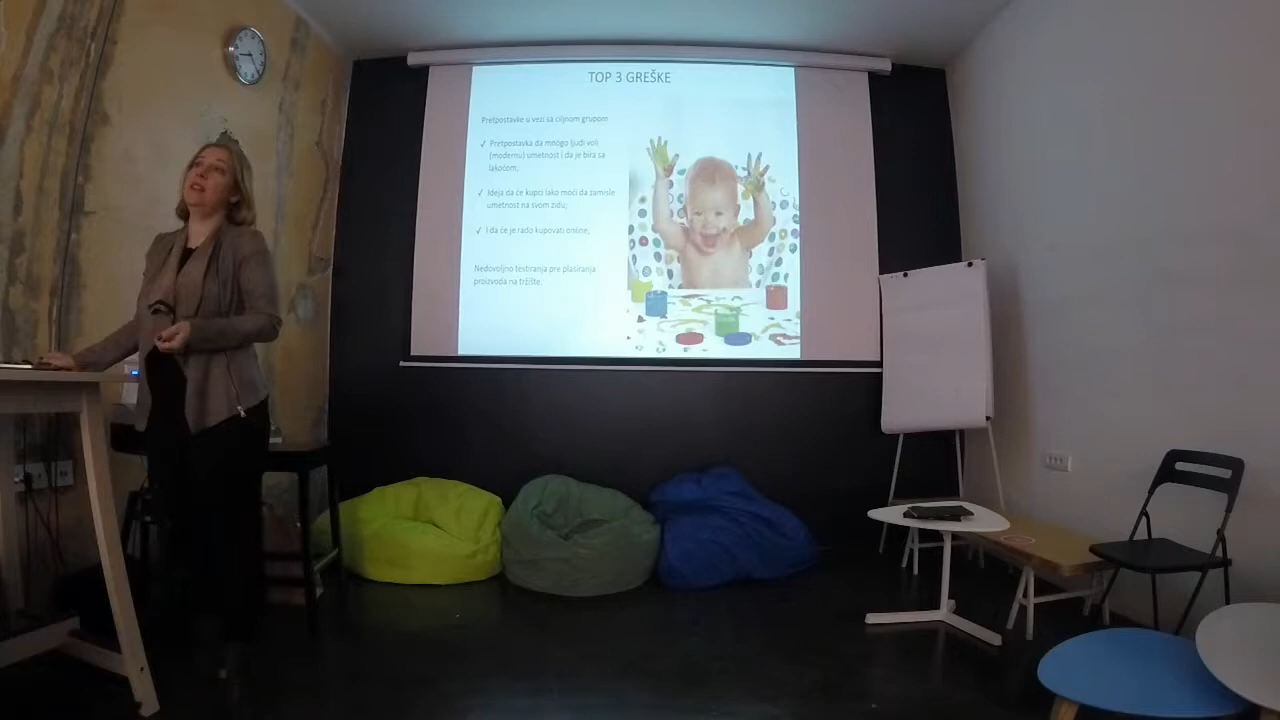 TOP 3 GREŠKE
Pretpostavke u vezi sa ciljnom grupom
✓ Pretpostavka da mnogo ljudi voli
(modernu) umetnost i da je bira sa
lakoćom;
✓ Ideja da će kupci lako moći da zamisle
umetnost na svom zidu;
✓ I da će je rado kupovati online;
Nedovoljno testiranja pre plasiranja
proizvoda na tržište.